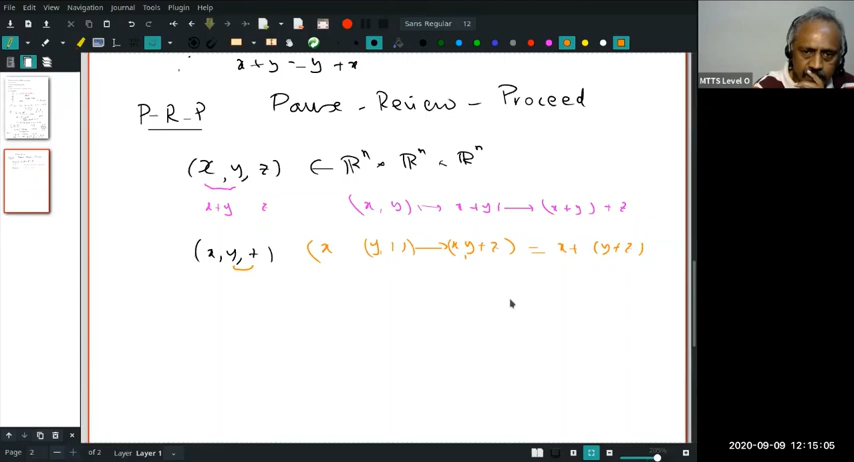 File Edit View Navigation Journal Tools Plugin Help
Sans Regular 12
x+y = y+x
P-R-P Pause - Review - Proceed
(x, y, z) ← ℝⁿ × ℝⁿ × ℝⁿ
x+y z (x, y) ↦ x+y ⟶ (x+y)+z
(x, y, z) (x (y, z)) ⟶ (x, y+z) = x+ (y+z)
MTTS Level O
Page 2 of 2 Layer Layer 1
2020-09-09 12:15:05